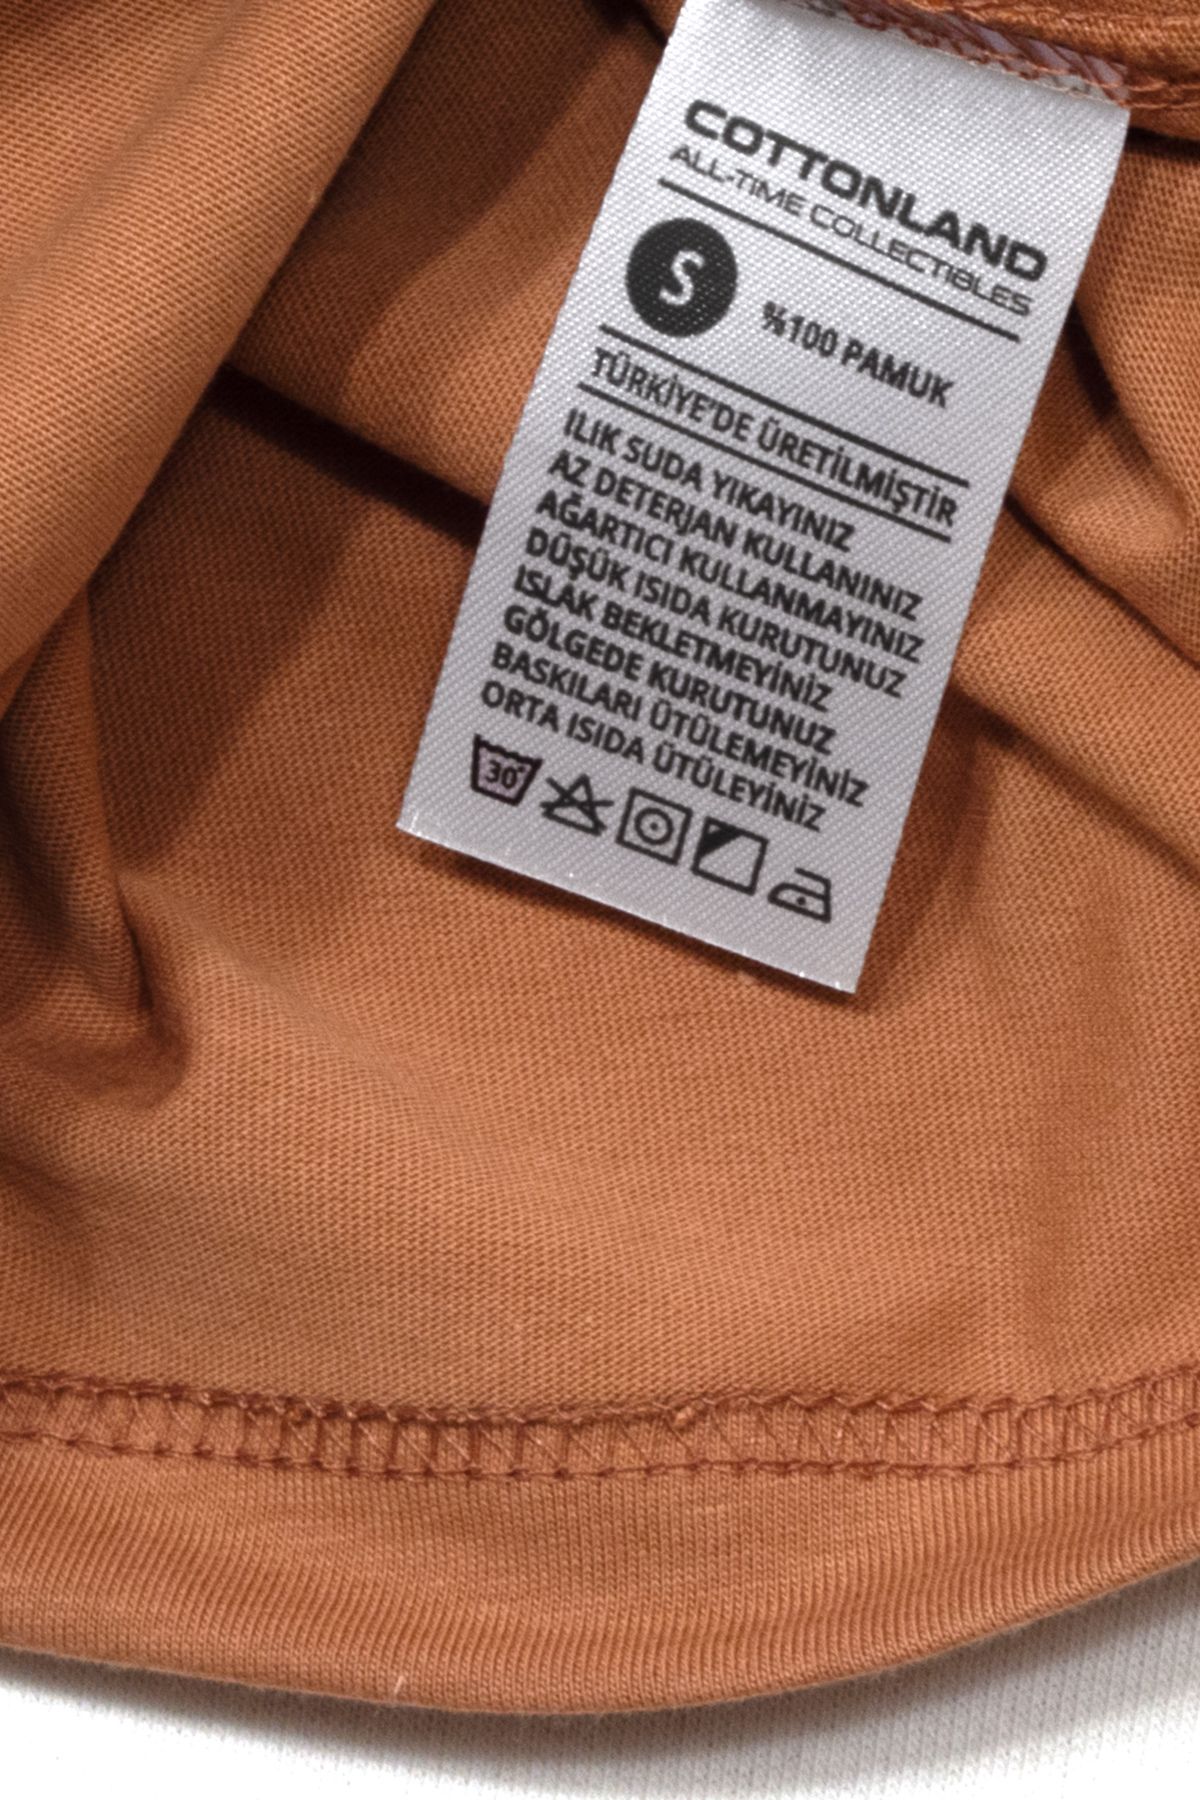 COTTONLAND
ALL-TIME COLLECTIBLES
S %100 PAMUK
TÜRKİYE'DE ÜRETİLMİŞTİR
ILIK SUDA YIKAYINIZ
AZ DETERJAN KULLANINIZ
AĞARTICI KULLANMAYINIZ
DÜŞÜK ISIDA KURUTUNUZ
ISLAK BEKLETMEYİNİZ
GÖLGEDE KURUTUNUZ
BASKILARI ÜTÜLEMEYİNİZ
ORTA ISIDA ÜTÜLEYİNİZ
30°